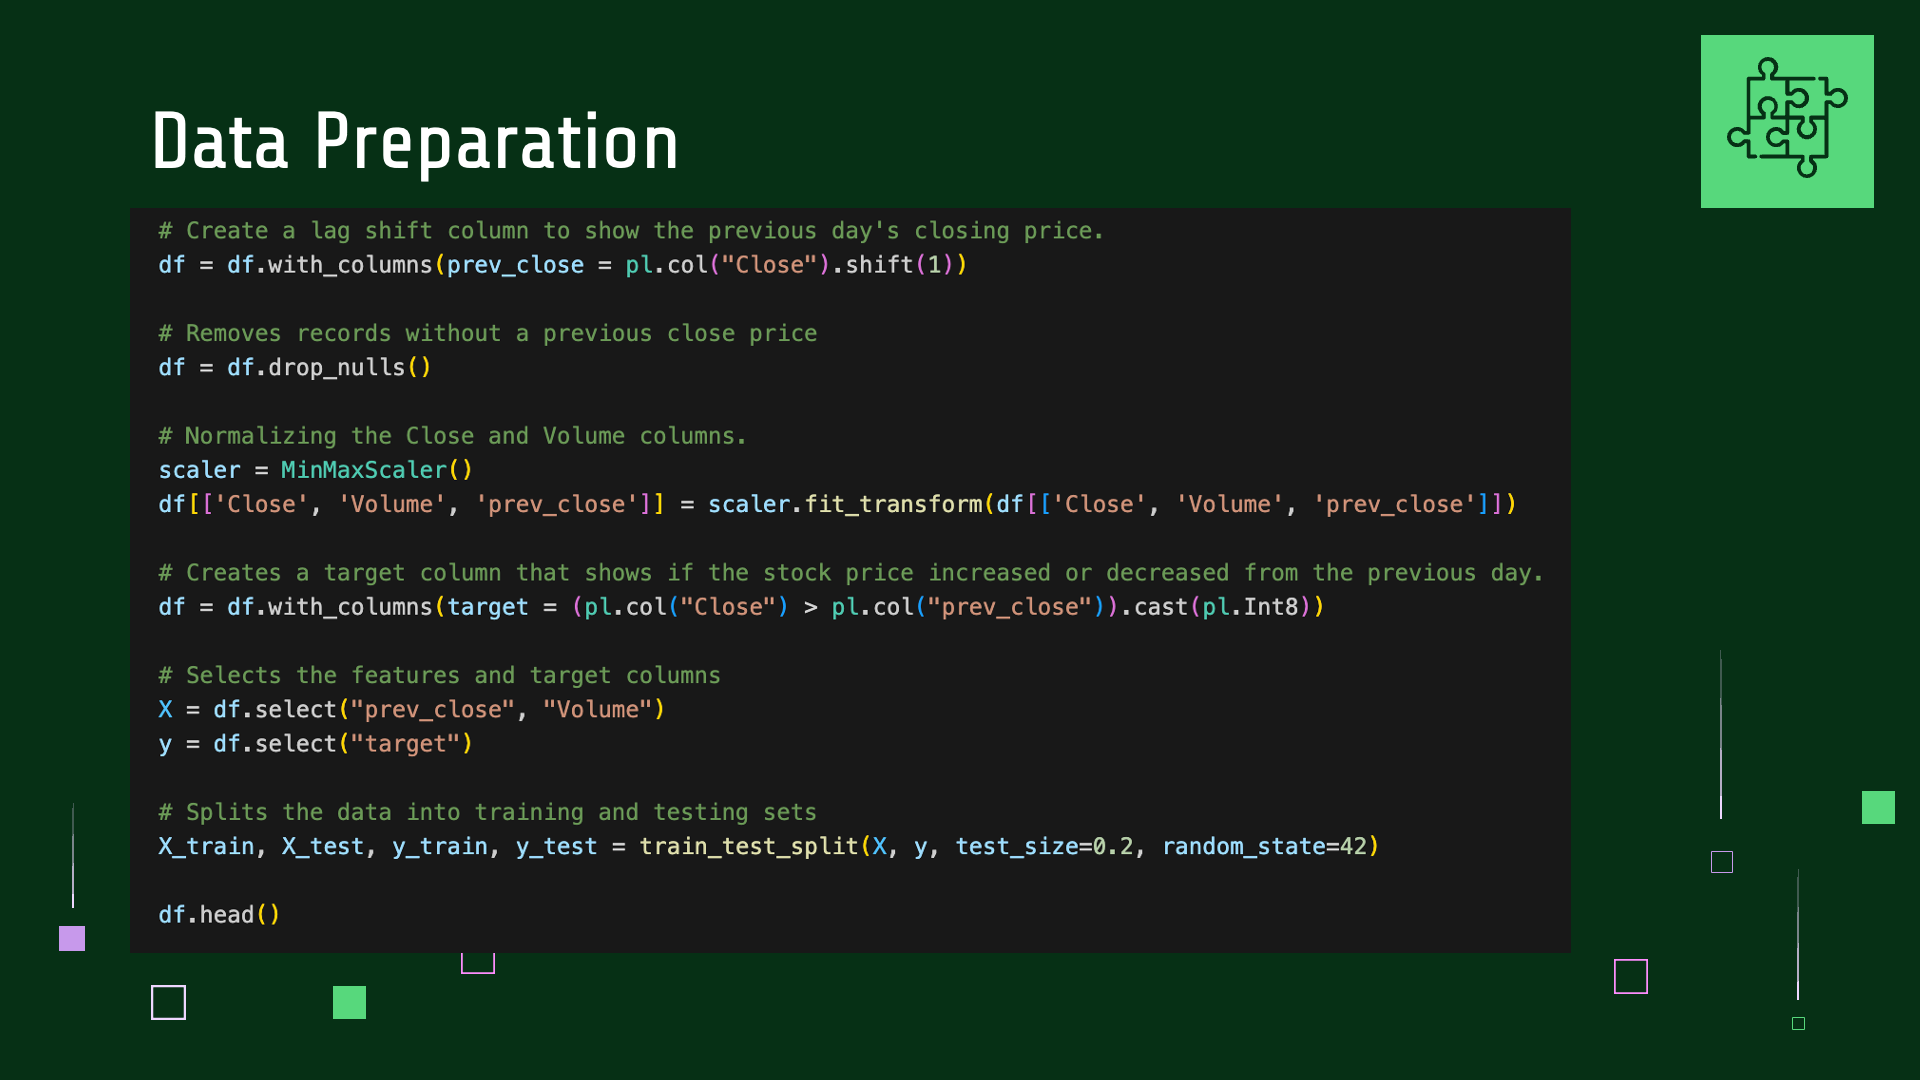 Data Preparation
# Create a lag shift column to show the previous day's closing price.
df = df.with_columns(prev_close = pl.col("Close").shift(1))
# Removes records without a previous close price
df = df.drop_nulls()
# Normalizing the Close and Volume columns.
scaler = MinMaxScaler()
df[['Close', 'Volume', 'prev_close']] = scaler.fit_transform(df[['Close', 'Volume', 'prev_close']])
# Creates a target column that shows if the stock price increased or decreased from the previous day.
df = df.with_columns(target = (pl.col("Close") > pl.col("prev_close")).cast(pl.Int8))
# Selects the features and target columns
X = df.select("prev_close", "Volume")
y = df.select("target")
# Splits the data into training and testing sets
X_train, X_test, y_train, y_test = train_test_split(X, y, test_size=0.2, random_state=42)
df.head()